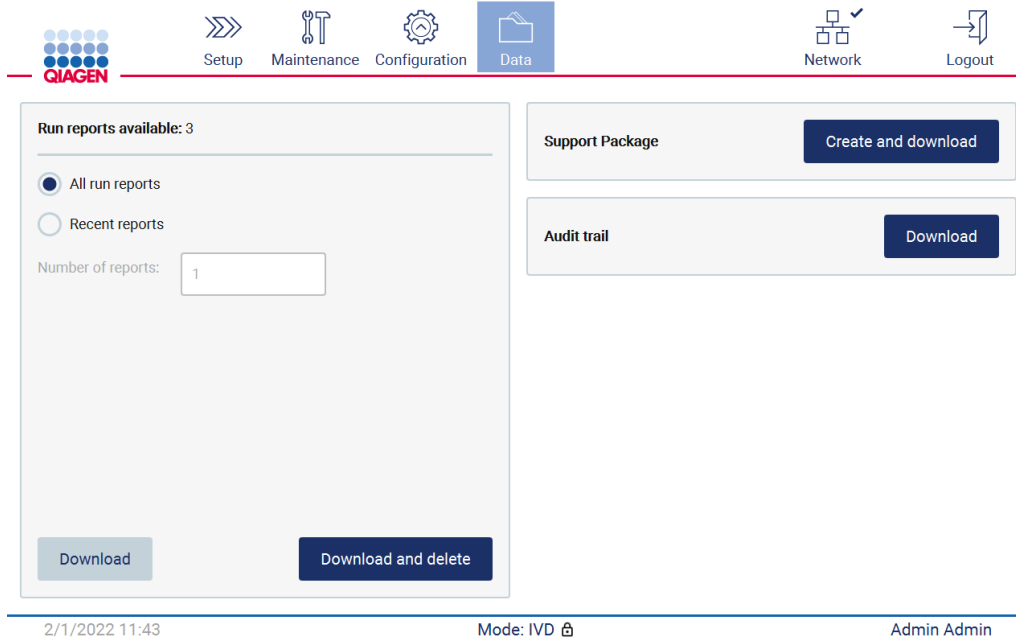 QIAGEN
Setup
Maintenance
Configuration
Data
Network
Logout
Run reports available: 3
All run reports
Recent reports
Number of reports:
1
Download
Download and delete
Support Package
Create and download
Audit trail
Download
2/1/2022 11:43
Mode: IVD
Admin Admin